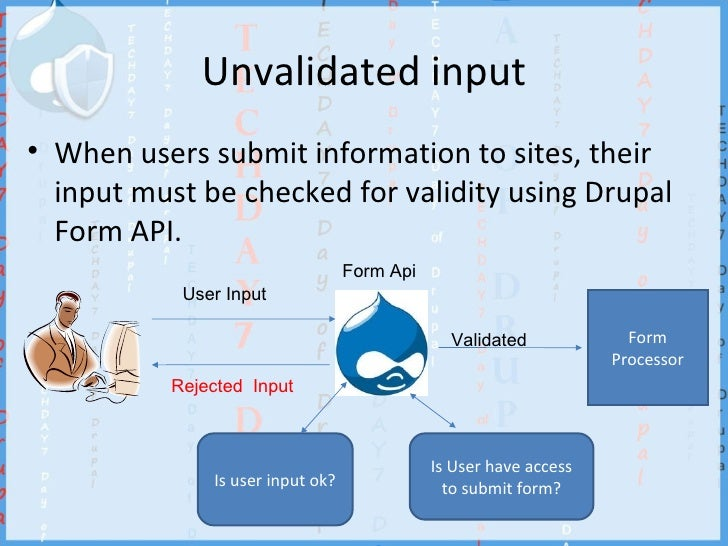 Unvalidated input
• When users submit information to sites, their
input must be checked for validity using Drupal
Form API.
Form Api
User Input
Validated
Form
Processor
Rejected  Input
Is user input ok?
Is User have access
to submit form?